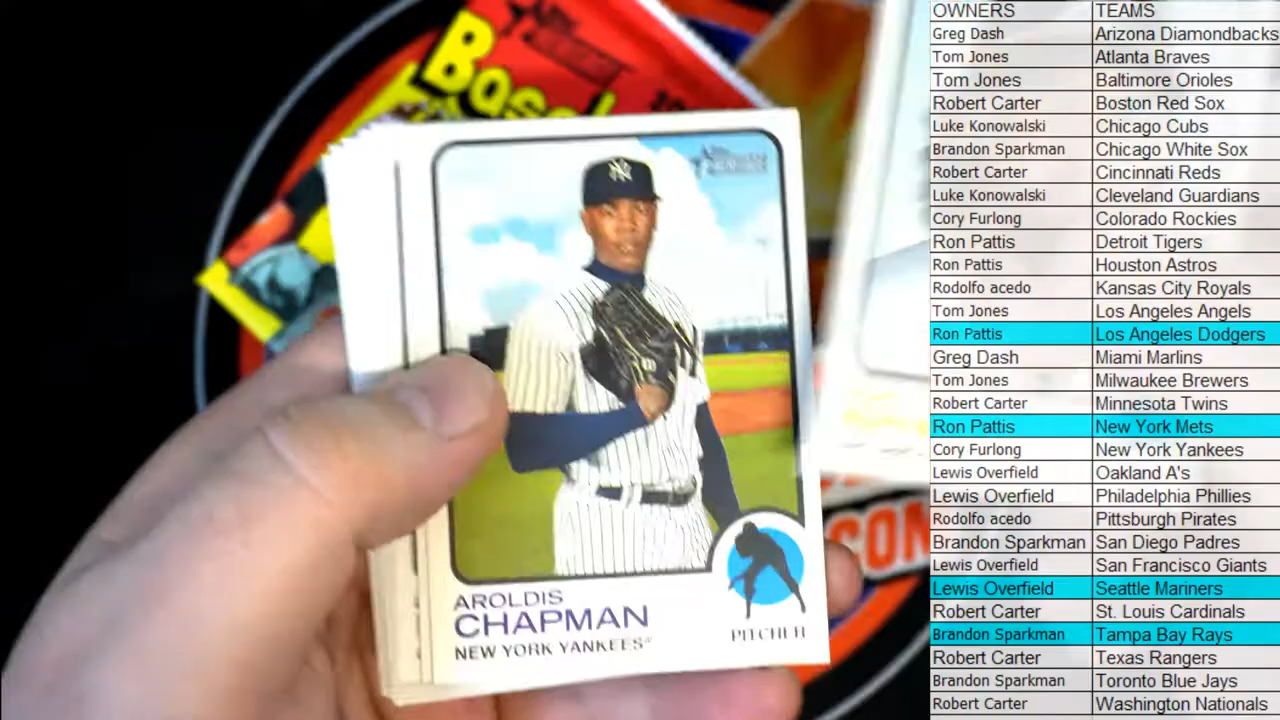 Baseball
AROLDIS
CHAPMAN
NEW YORK YANKEES
PITCHER
NY
CON
OWNERS TEAMS
Greg Dash Arizona Diamondbacks
Tom Jones Atlanta Braves
Tom Jones Baltimore Orioles
Robert Carter Boston Red Sox
Luke Konowalski Chicago Cubs
Brandon Sparkman Chicago White Sox
Robert Carter Cincinnati Reds
Luke Konowalski Cleveland Guardians
Cory Furlong Colorado Rockies
Ron Pattis Detroit Tigers
Ron Pattis Houston Astros
Rodolfo acedo Kansas City Royals
Tom Jones Los Angeles Angels
Ron Pattis Los Angeles Dodgers
Greg Dash Miami Marlins
Tom Jones Milwaukee Brewers
Robert Carter Minnesota Twins
Ron Pattis New York Mets
Cory Furlong New York Yankees
Lewis Overfield Oakland A's
Lewis Overfield Philadelphia Phillies
Rodolfo acedo Pittsburgh Pirates
Brandon Sparkman San Diego Padres
Lewis Overfield San Francisco Giants
Lewis Overfield Seattle Mariners
Robert Carter St. Louis Cardinals
Brandon Sparkman Tampa Bay Rays
Robert Carter Texas Rangers
Brandon Sparkman Toronto Blue Jays
Robert Carter Washington Nationals